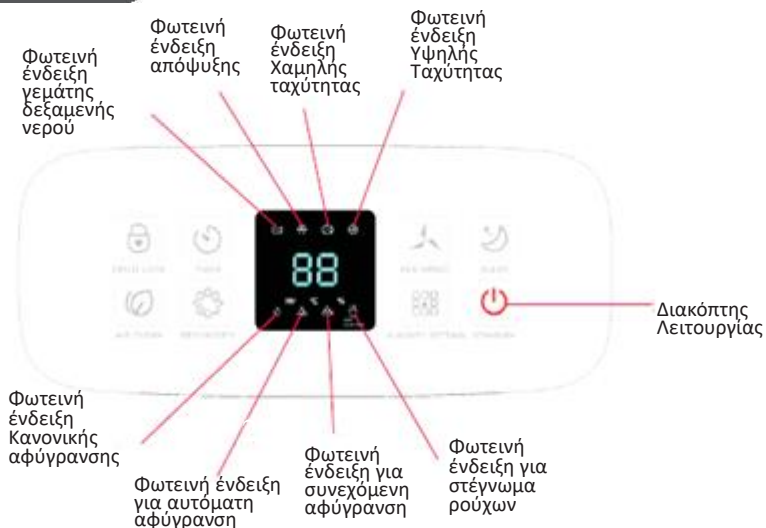 Φωτεινή
ένδειξη
γεμάτης
δεξαμενής
νερού
Φωτεινή
ένδειξη
απόψυξης
Φωτεινή
ένδειξη
Χαμηλής
ταχύτητας
Φωτεινή
ένδειξη
Υψηλής
Ταχύτητας
88
Διακόπτης
Λειτουργίας
Φωτεινή
ένδειξη
Κανονικής
αφύγρανσης
Φωτεινή ένδειξη
για αυτόματη
αφύγρανση
Φωτεινή
ένδειξη για
συνεχόμενη
αφύγρανση
Φωτεινή
ένδειξη για
στέγνωμα
ρούχων